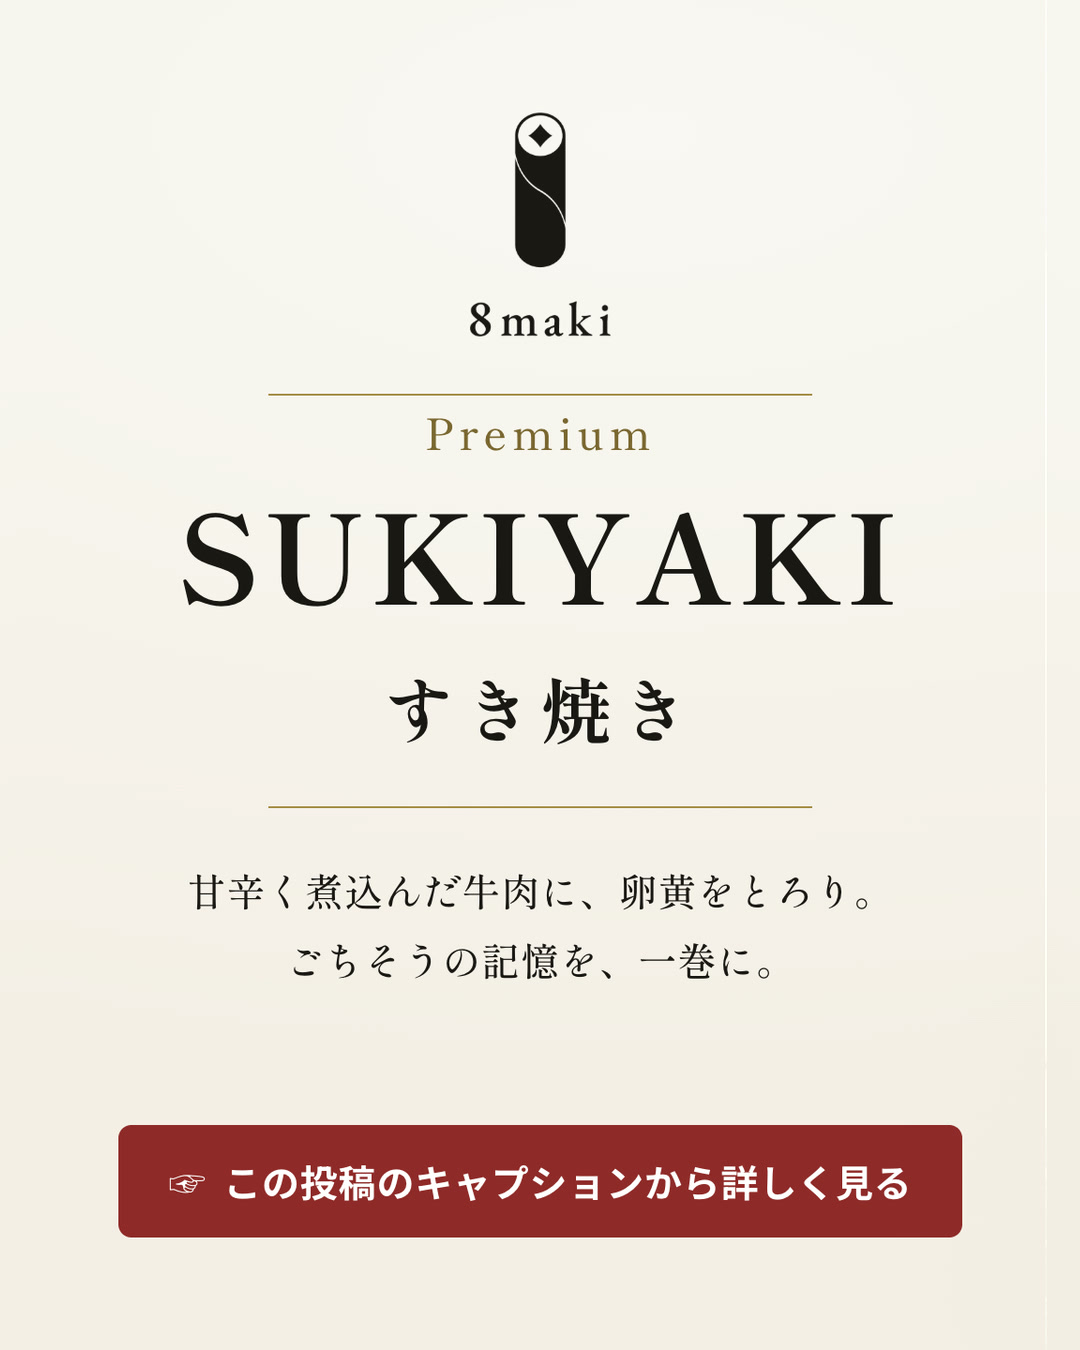 8maki
Premium
SUKIYAKI
すき焼き
甘辛く煮込んだ牛肉に、卵黄をとろり。
ごちそうの記憶を、一巻に。
☞ この投稿のキャプションから詳しく見る